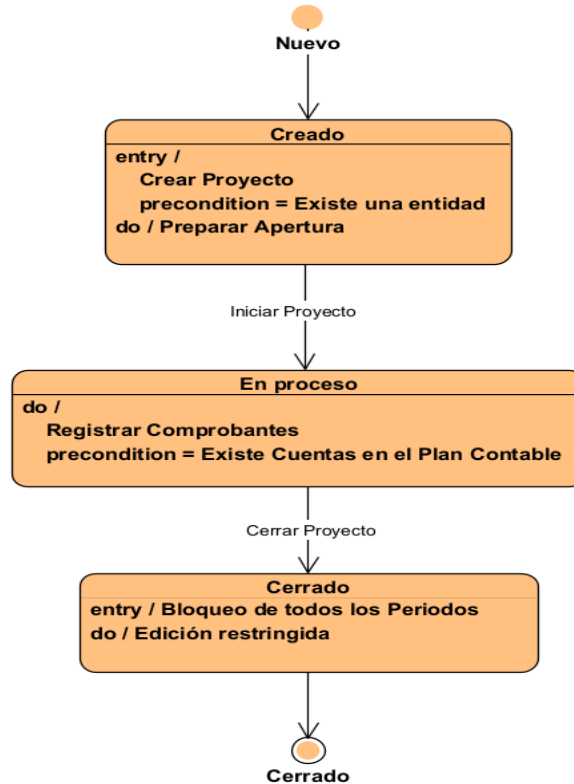 Nuevo
Creado
entry /
Crear Proyecto
precondition = Existe una entidad
do / Preparar Apertura
Iniciar Proyecto
En proceso
do /
Registrar Comprobantes
precondition = Existe Cuentas en el Plan Contable
Cerrar Proyecto
Cerrado
entry / Bloqueo de todos los Periodos
do / Edición restringida
Cerrado